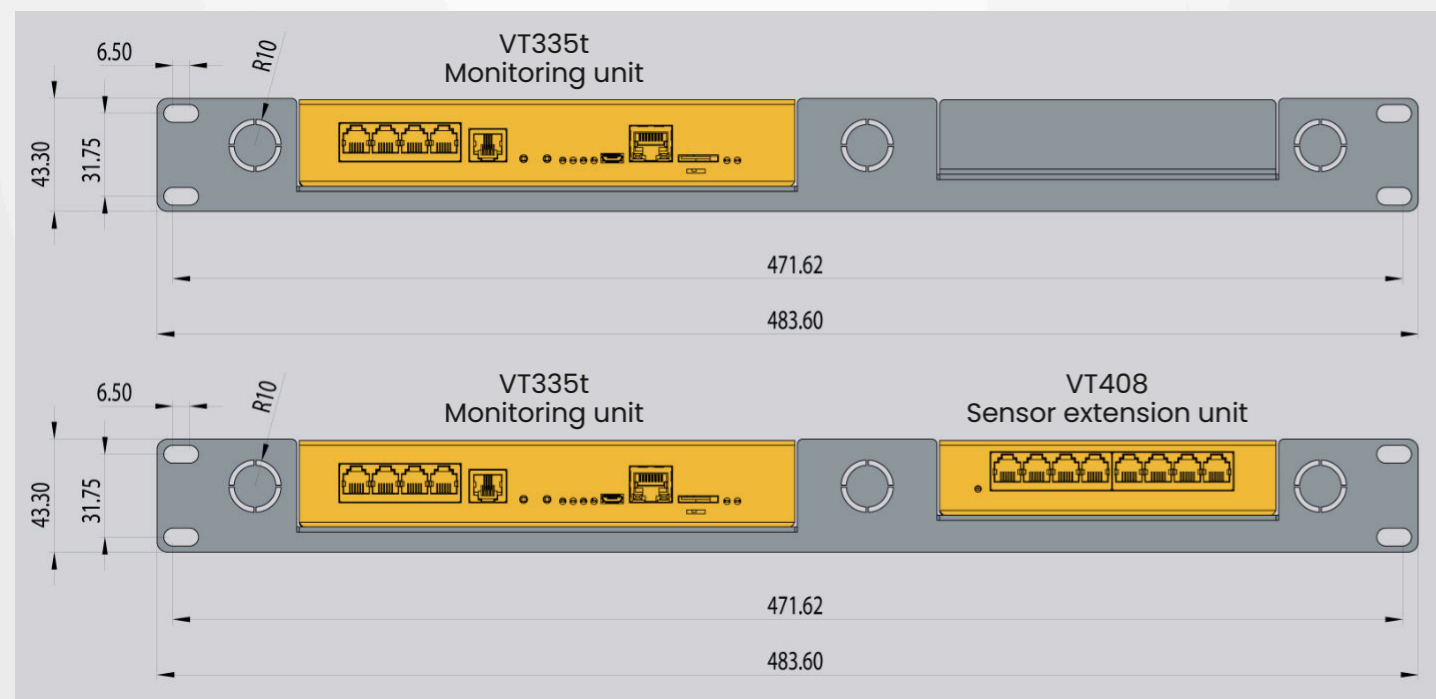 VT335t
Monitoring unit
6.50
R10
43.30
31.75
471.62
483.60
VT335t
Monitoring unit
VT408
Sensor extension unit
6.50
R10
43.30
31.75
471.62
483.60